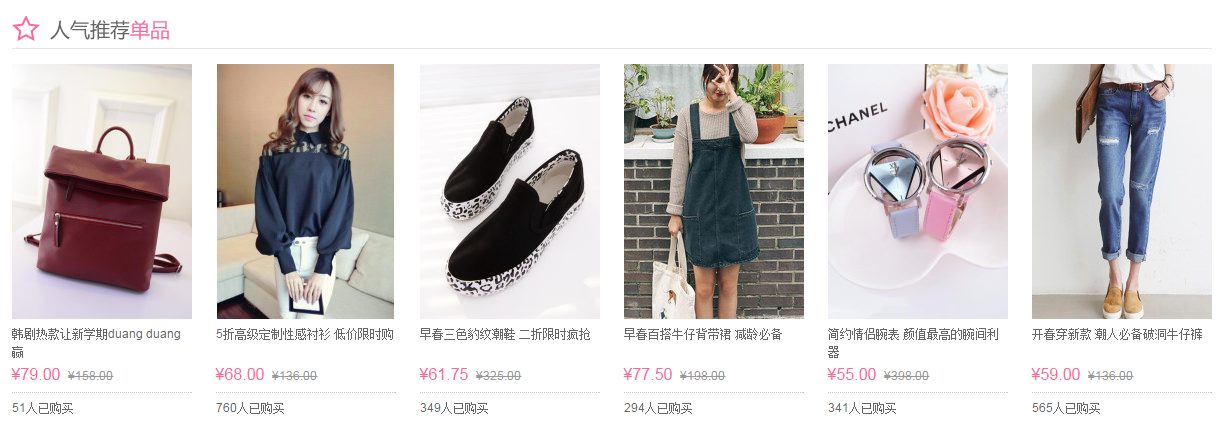 人气推荐单品
CHANEL
韩剧热款让新学期duang duang
赢
¥79.00 ¥158.00
51人已购买
5折高级定制性感衬衫 低价限时购
¥68.00 ¥136.00
760人已购买
早春三色豹纹潮鞋 二折限时疯抢
¥61.75 ¥325.00
349人已购买
早春百搭牛仔背带裙 减龄必备
¥77.50 ¥198.00
294人已购买
简约情侣腕表 颜值最高的腕间利
器
¥55.00 ¥398.00
341人已购买
开春穿新款 潮人必备破洞牛仔裤
¥59.00 ¥136.00
565人已购买